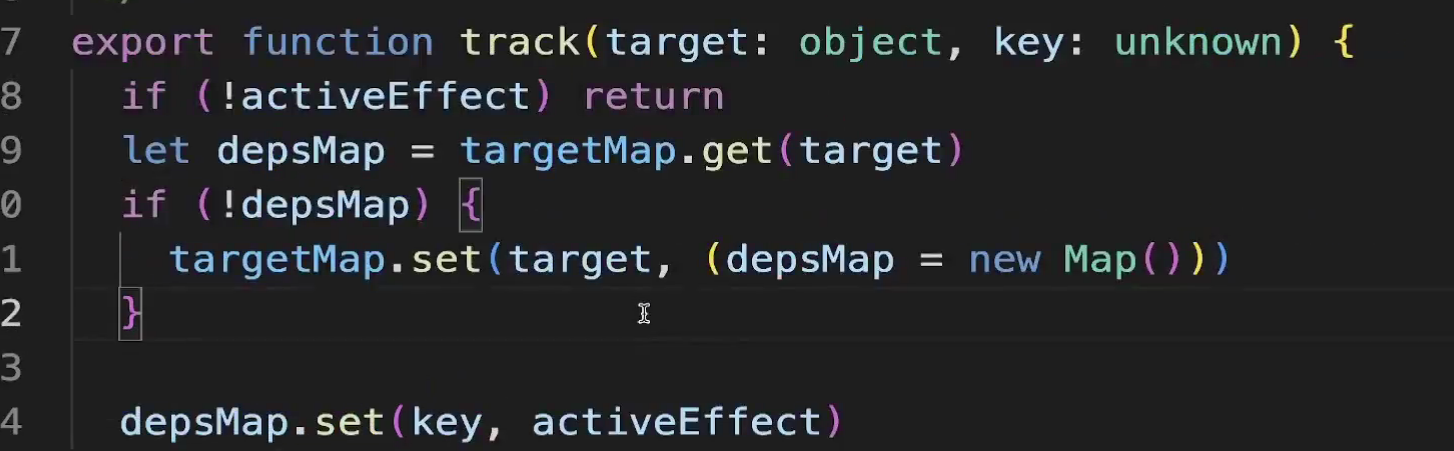 7 export function track(target: object, key: unknown) {
8 if (!activeEffect) return
9 let depsMap = targetMap.get(target)
0 if (!depsMap) {
1 targetMap.set(target, (depsMap = new Map()))
2 }
3
4 depsMap.set(key, activeEffect)